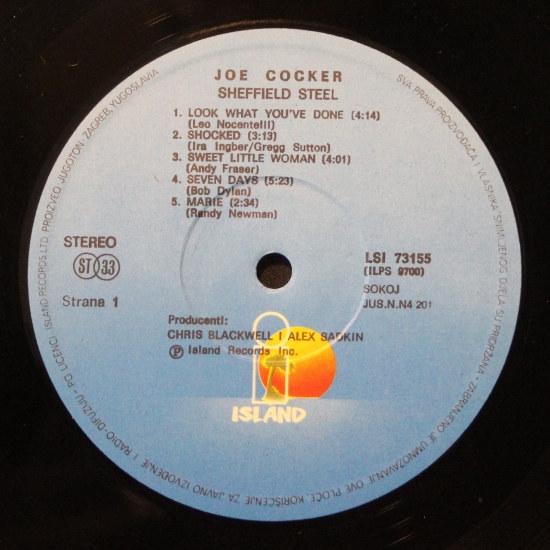 JOE COCKER
SHEFFIELD STEEL
1. LOOK WHAT YOU'VE DONE (4:14)
(Leo Nocentelli)
2. SHOCKED (3:13)
(Ira Ingber/Gregg Sutton)
3. SWEET LITTLE WOMAN (4:01)
(Andy Fraser)
4. SEVEN DAYS (5:23)
(Bob Dylan)
5. MARIE (2:34)
(Randy Newman)
STEREO
ST 33
Strana 1
LSI 73155
(ILPS 9700)
SOKOJ
JUS.N.N4 201
Producenti:
CHRIS BLACKWELL I ALEX SADKIN
Ⓟ Island Records Inc.
ISLAND
SVA PRAVA PROIZVOĐAČA I VLASNIKA SNIMLJENOG DJELA SU PRIDRŽANA - ZABRANJENO JE UMNOŽAVANJE OVE PLOČE, KORIŠĆENJE ZA JAVNO IZVOĐENJE I RADIO-DIFUZIJU - PO LICENCI ISLAND RECORDS LTD. PROIZVEO JUGOTON - ZAGREB, YUGOSLAVIA